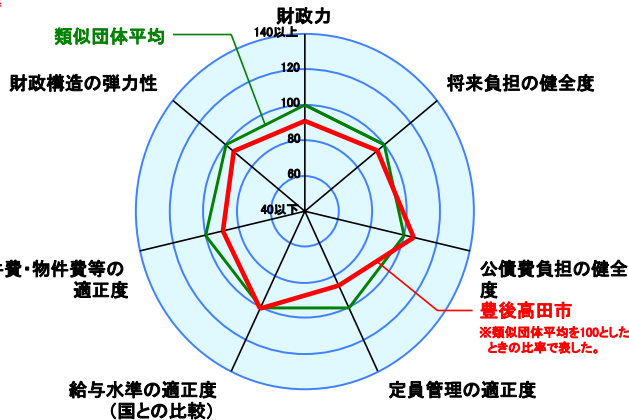 財政力
140以上
類似団体平均
120
財政構造の弾力性
将来負担の健全度
100
80
60
40以下
件費・物件費等の
適正度
公債費負担の健全
度
豊後高田市
※類似団体平均を100とした
ときの比率で表した。
給与水準の適正度
（国との比較）
定員管理の適正度